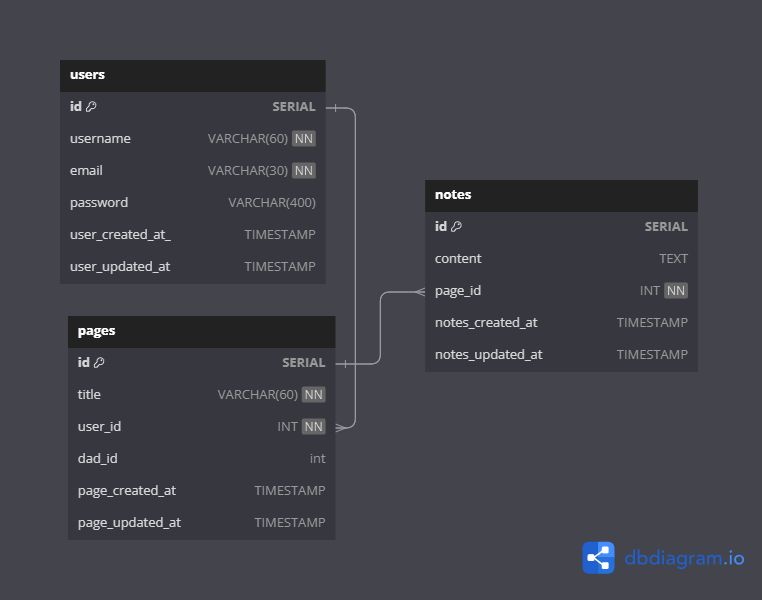 users
id SERIAL
username VARCHAR(60) NN
email VARCHAR(30) NN
password VARCHAR(400)
user_created_at_ TIMESTAMP
user_updated_at TIMESTAMP
pages
id SERIAL
title VARCHAR(60) NN
user_id INT NN
dad_id int
page_created_at TIMESTAMP
page_updated_at TIMESTAMP
notes
id SERIAL
content TEXT
page_id INT NN
notes_created_at TIMESTAMP
notes_updated_at TIMESTAMP
dbdiagram.io